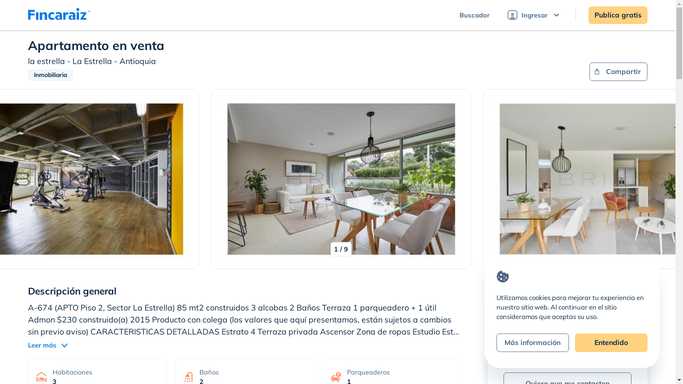 Fincaraiz
Buscador
Ingresar
Publica gratis
Apartamento en venta
la estrella - La Estrella - Antioquia
Inmobiliaria
Compartir
1 / 9
Descripción general
A-674 (APTO Piso 2, Sector La Estrella) 85 mt2 construidos 3 alcobas 2 Baños Terraza 1 parqueadero + 1 útil
Admon $230 construido(a) 2015 Producto con colega (los valores que aquí presentamos, están sujetos a cambios
sin previo aviso) CARACTERISTICAS DETALLADAS Estrato 4 Terraza privada Ascensor Zona de ropas Estudio Est...
Leer más
Habitaciones
3
Baños
2
Parqueaderos
1
Utilizamos cookies para mejorar tu experiencia en
nuestro sitio web. Al continuar en el sitio
consideramos que aceptas su uso.
Más información
Entendido
Quiero que me contacten